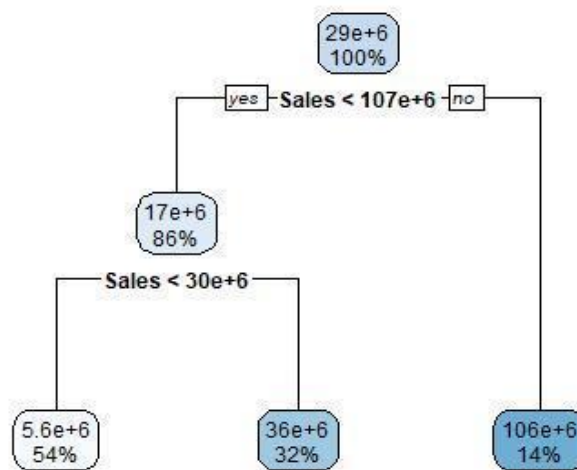 29e+6
100%
yes Sales < 107e+6 no
17e+6
86%
Sales < 30e+6
5.6e+6
54%
36e+6
32%
106e+6
14%